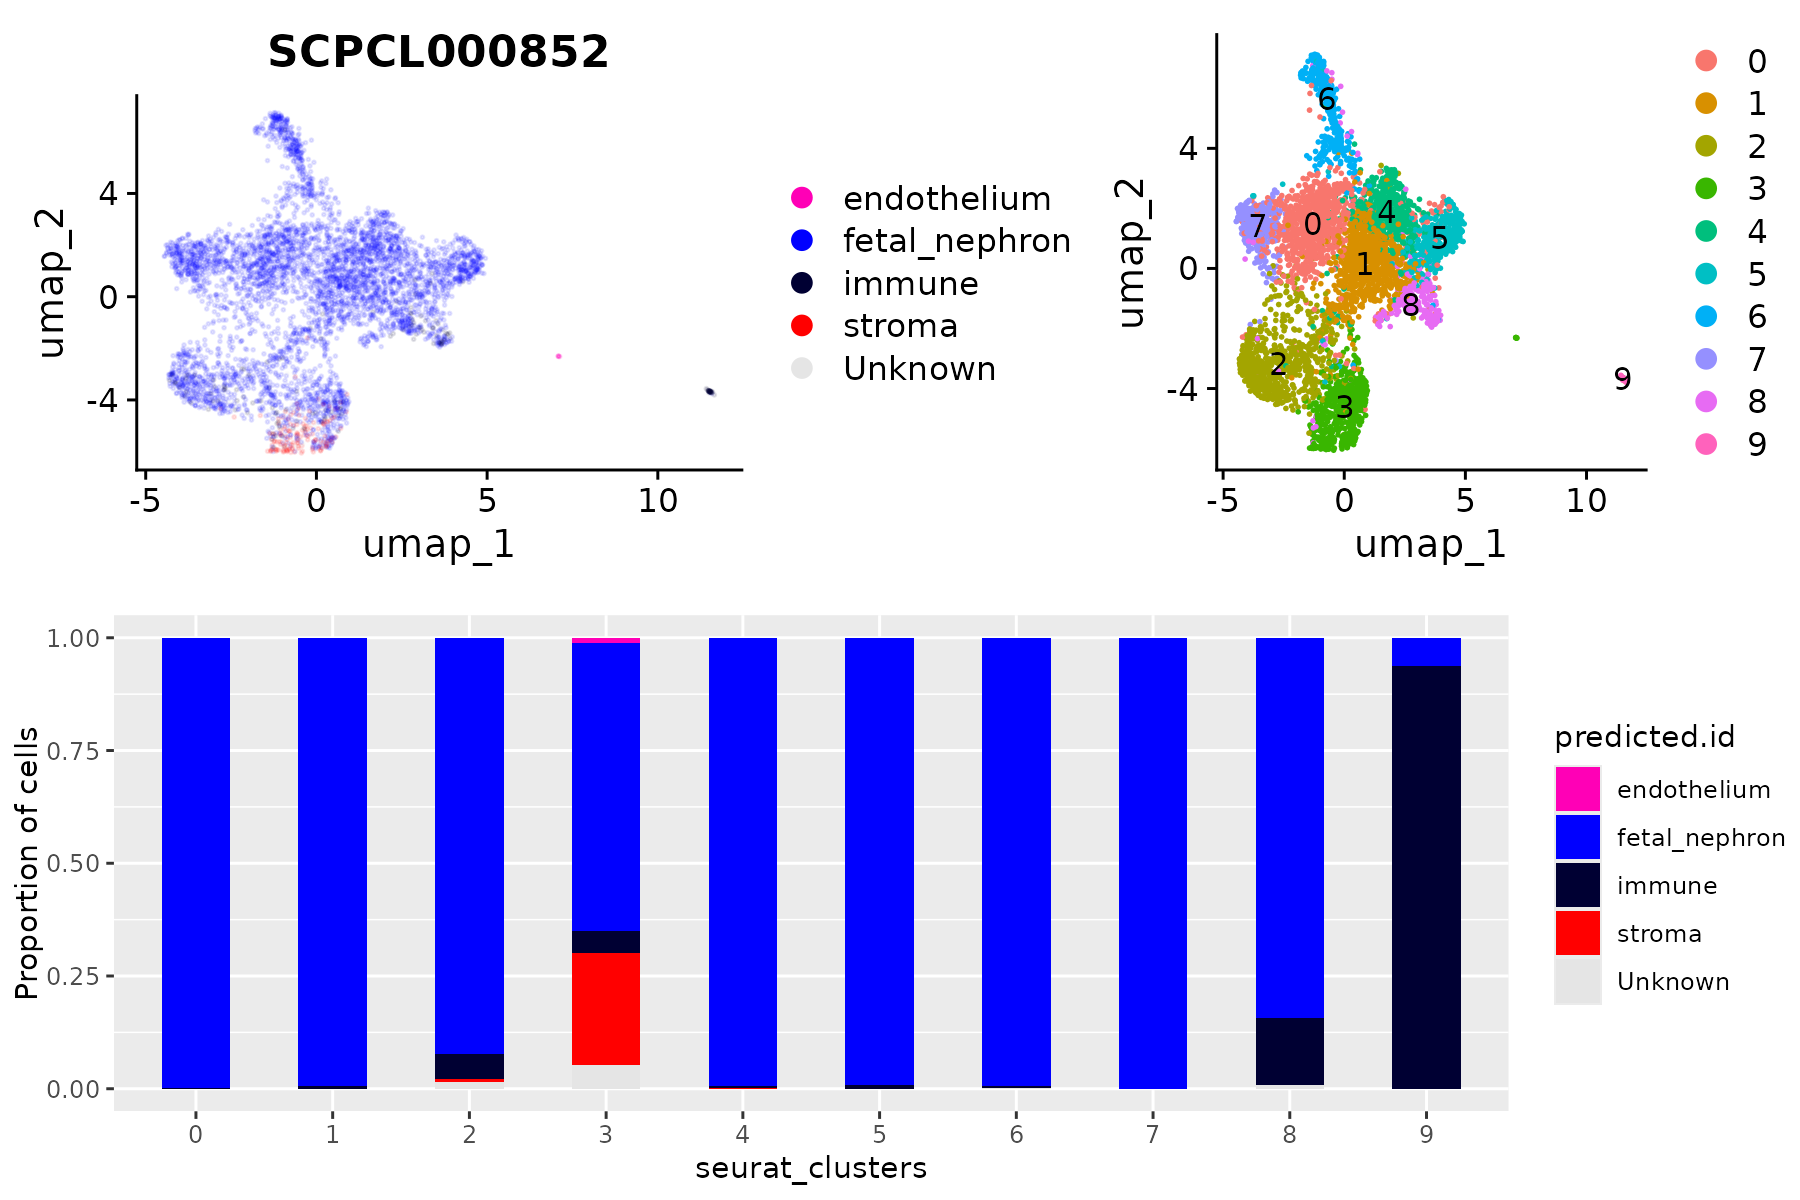 SCPCL000852
umap_2
4
0
-4
-5
0
5
10
umap_1
endothelium
fetal_nephron
immune
stroma
Unknown
umap_2
4
0
-4
-5
0
5
10
umap_1
6
7
0
4
5
1
8
2
3
9
0
1
2
3
4
5
6
7
8
9
Proportion of cells
1.00
0.75
0.50
0.25
0.00
0
1
2
3
4
5
6
7
8
9
seurat_clusters
predicted.id
endothelium
fetal_nephron
immune
stroma
Unknown